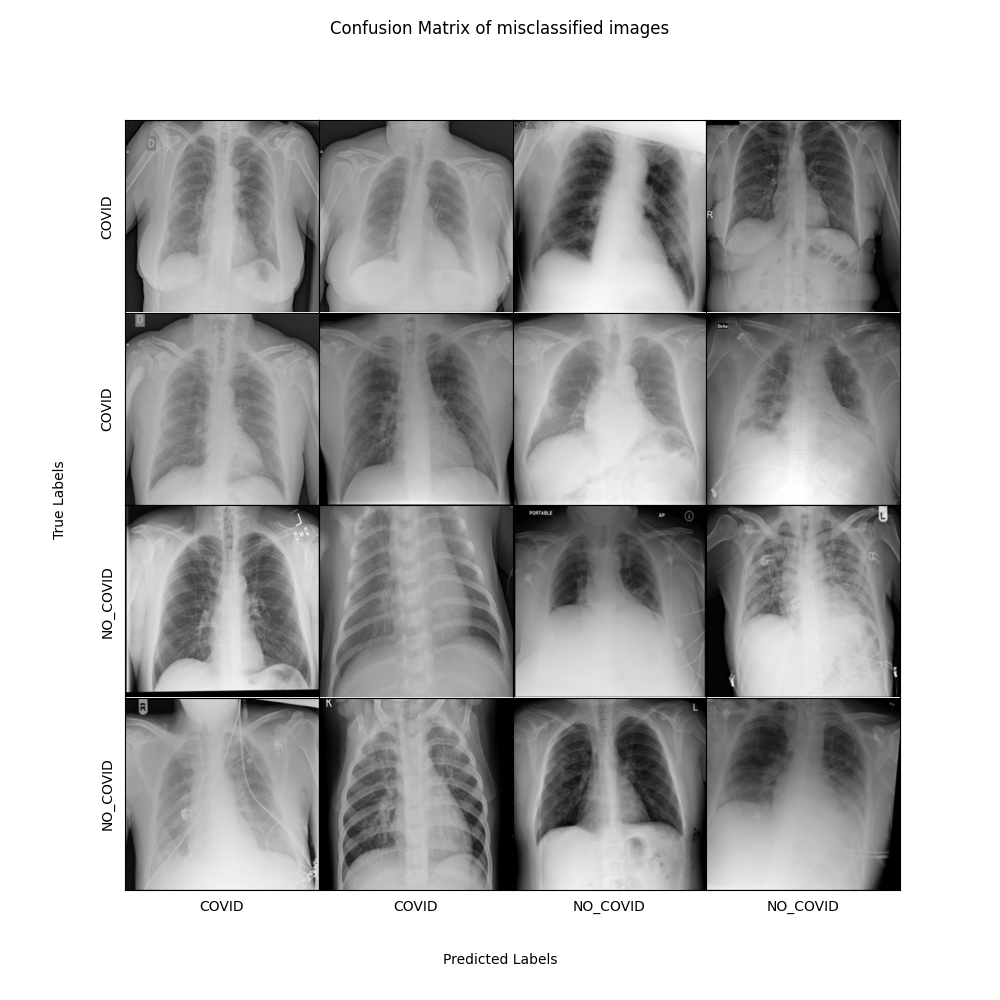 Confusion Matrix of misclassified images
D
COVID
R
COVID
True Labels
NO_COVID
L
PORTABLE
AP
L
NO_COVID
R
L
COVID
COVID
NO_COVID
NO_COVID
Predicted Labels